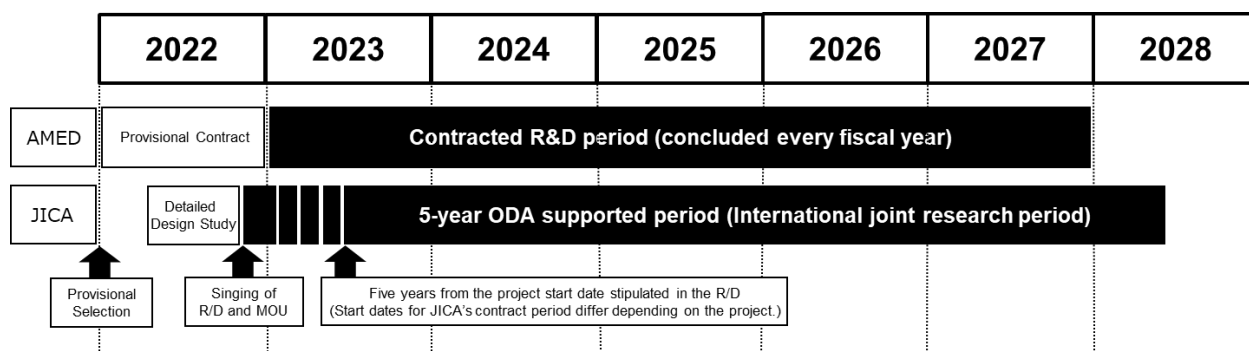 2022 2023 2024 2025 2026 2027 2028
AMED
Provisional Contract
Contracted R&D period (concluded every fiscal year)
JICA
Detailed
Design Study
5-year ODA supported period (International joint research period)
Provisional
Selection
Singing of
R/D and MOU
Five years from the project start date stipulated in the R/D
(Start dates for JICA's contract period differ depending on the project.)